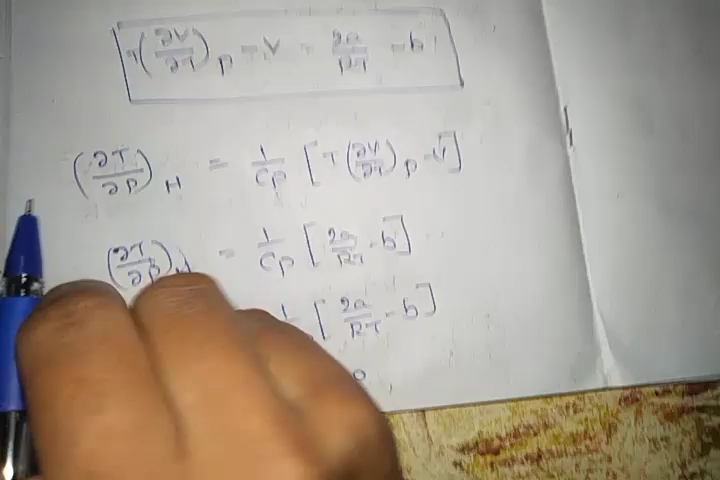 T(∂V/∂T)P - V = 2a/RT - b
(∂T/∂P)H = 1/CP [T(∂V/∂T)P - V]
(∂T/∂P)H = 1/CP [2a/RT - b]
[2a/RT - b]